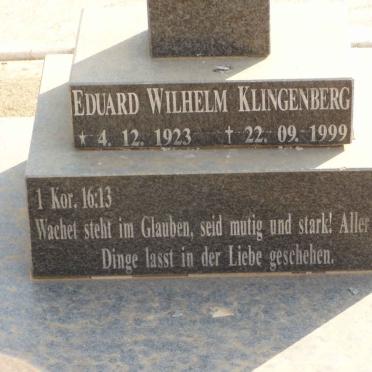 EDUARD WILHELM KLINGENBERG
* 4. 12. 1923 † 22. 09. 1999
1 Kor. 16:13
Wachet steht im Glauben, seid mutig und stark! Aller
Dinge lasst in der Liebe geschehen.